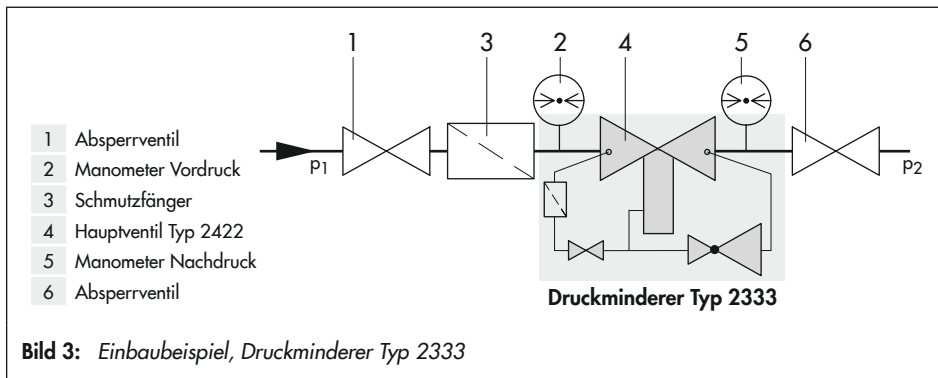 1 3 2 4 5 6
1 Absperrventil
2 Manometer Vordruck
3 Schmutzfänger
4 Hauptventil Typ 2422
5 Manometer Nachdruck
6 Absperrventil
p1
p2
Druckminderer Typ 2333
Bild 3: Einbaubeispiel, Druckminderer Typ 2333